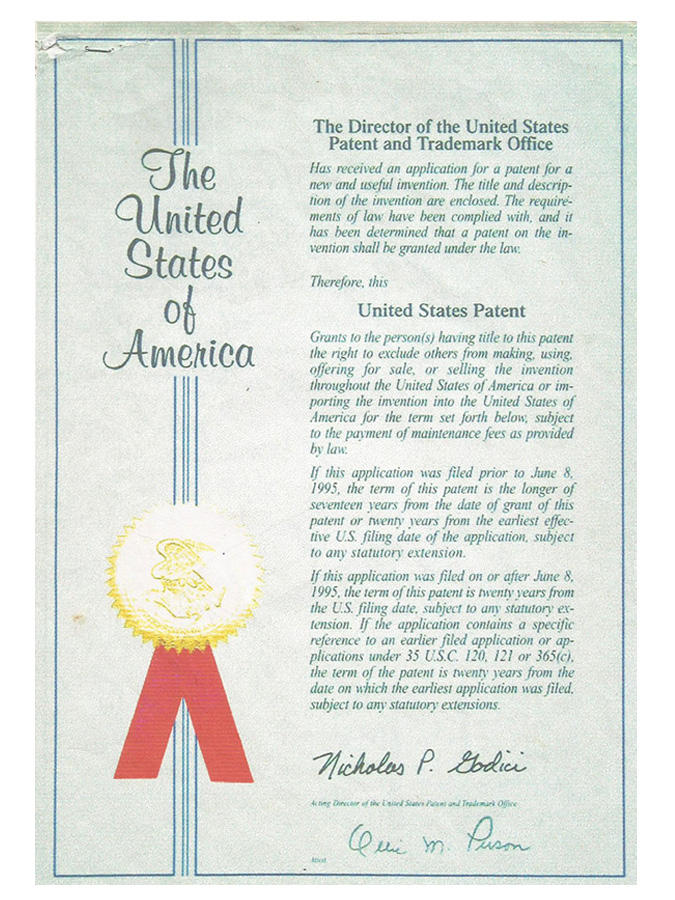 The
United
States
of
America
The Director of the United States
Patent and Trademark Office
Has received an application for a patent for a
new and useful invention. The title and descrip-
tion of the invention are enclosed. The require-
ments of law have been complied with, and it
has been determined that a patent on the in-
vention shall be granted under the law.
Therefore, this
United States Patent
Grants to the person(s) having title to this patent
the right to exclude others from making, using,
offering for sale, or selling the invention
throughout the United States of America or im-
porting the invention into the United States of
America for the term set forth below, subject
to the payment of maintenance fees as provided
by law.
If this application was filed prior to June 8,
1995, the term of this patent is the longer of
seventeen years from the date of grant of this
patent or twenty years from the earliest effec-
tive U.S. filing date of the application, subject
to any statutory extension.
If this application was filed on or after June 8,
1995, the term of this patent is twenty years from
the U.S. filing date, subject to any statutory ex-
tension. If the application contains a specific
reference to an earlier filed application or ap-
plications under 35 U.S.C. 120, 121 or 365(c),
the term of the patent is twenty years from the
date on which the earliest application was filed,
subject to any statutory extensions.
Nicholas P. Godici
Acting Director of the United States Patent and Trademark Office
Ollie M. Person
Attest